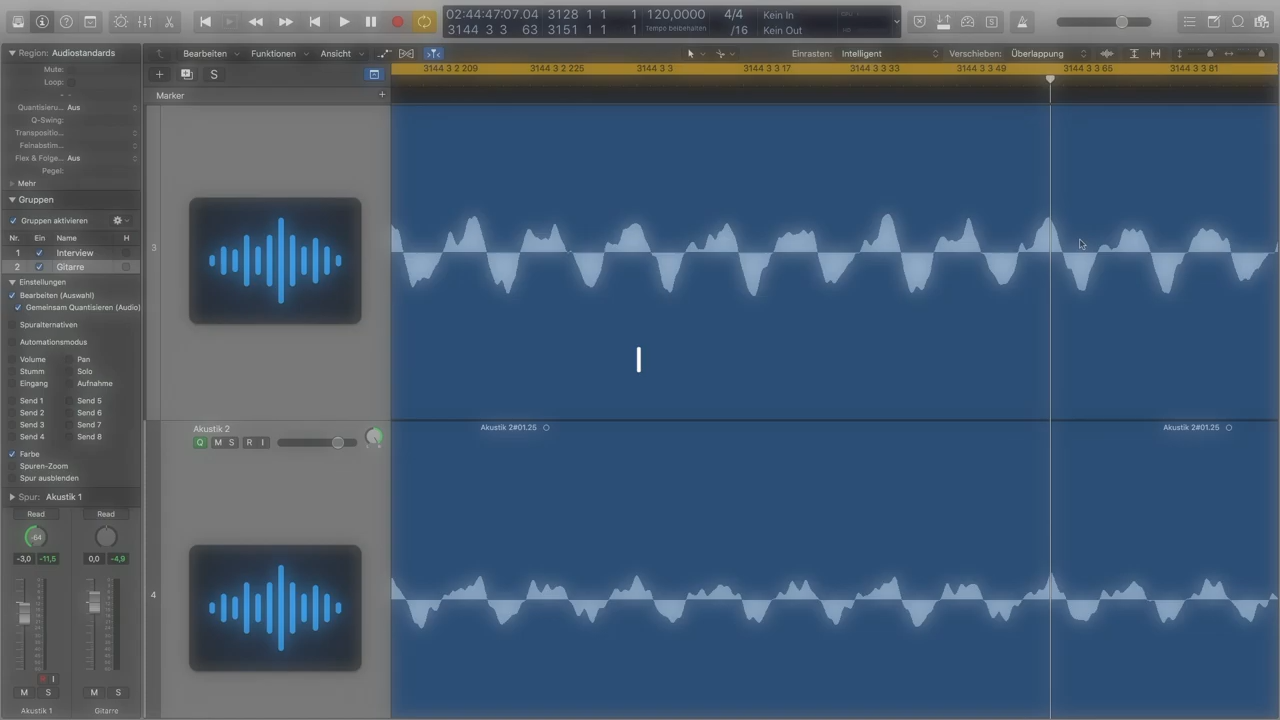 02:44:47:07.04 3128 1 1 1 120,0000 4/4 Kein In
3144 3 3 63 3151 1 1 1 Tempo beibehalten /16 Kein Out
Region: Audiostandards
Bearbeiten Funktionen Ansicht Einrasten: Intelligent Verschieben: Überlappung
Mute:
Loop:
Quantisieru... Aus
Q-Swing:
Transpositio...
Feinabstim...
Flex & Folge... Aus
Pegel:
Mehr
S
Marker
3144 3 2 209 3144 3 2 225 3144 3 3 3144 3 3 17 3144 3 3 33 3144 3 3 49 3144 3 3 65 3144 3 3 81
Gruppen
Gruppen aktivieren
Nr. Ein Name H
1 Interview
2 Gitarre
Einstellungen
Bearbeiten (Auswahl)
Gemeinsam Quantisieren (Audio)
Spuralternativen
Automationsmodus
Volume Pan
Stumm Solo
Eingang Aufnahme
Send 1 Send 5
Send 2 Send 6
Send 3 Send 7
Send 4 Send 8
Farbe
Spuren-Zoom
Spur ausblenden
Spur: Akustik 1
Read Read
-64
-3,0 -11,5 0,0 -4,9
I
M S M S
Akustik 1 Gitarre
3
I
Akustik 2
Q M S R I
Akustik 2#01.25 Akustik 2#01.25
4